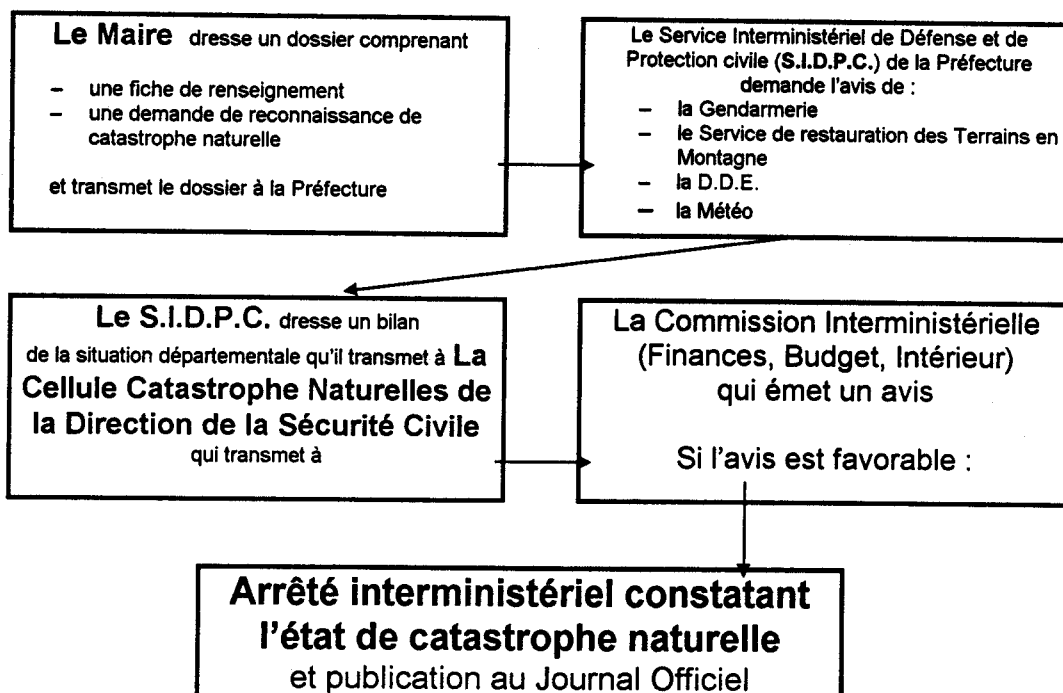 Le Maire dresse un dossier comprenant
– une fiche de renseignement
– une demande de reconnaissance de
catastrophe naturelle
et transmet le dossier à la Préfecture
Le Service Interministériel de Défense et de
Protection civile (S.I.D.P.C.) de la Préfecture
demande l'avis de :
– la Gendarmerie
– le Service de restauration des Terrains en
Montagne
– la D.D.E.
– la Météo
Le S.I.D.P.C. dresse un bilan
de la situation départementale qu'il transmet à La
Cellule Catastrophe Naturelles de
la Direction de la Sécurité Civile
qui transmet à
La Commission Interministérielle
(Finances, Budget, Intérieur)
qui émet un avis
Si l'avis est favorable :
Arrêté interministériel constatant
l'état de catastrophe naturelle
et publication au Journal Officiel